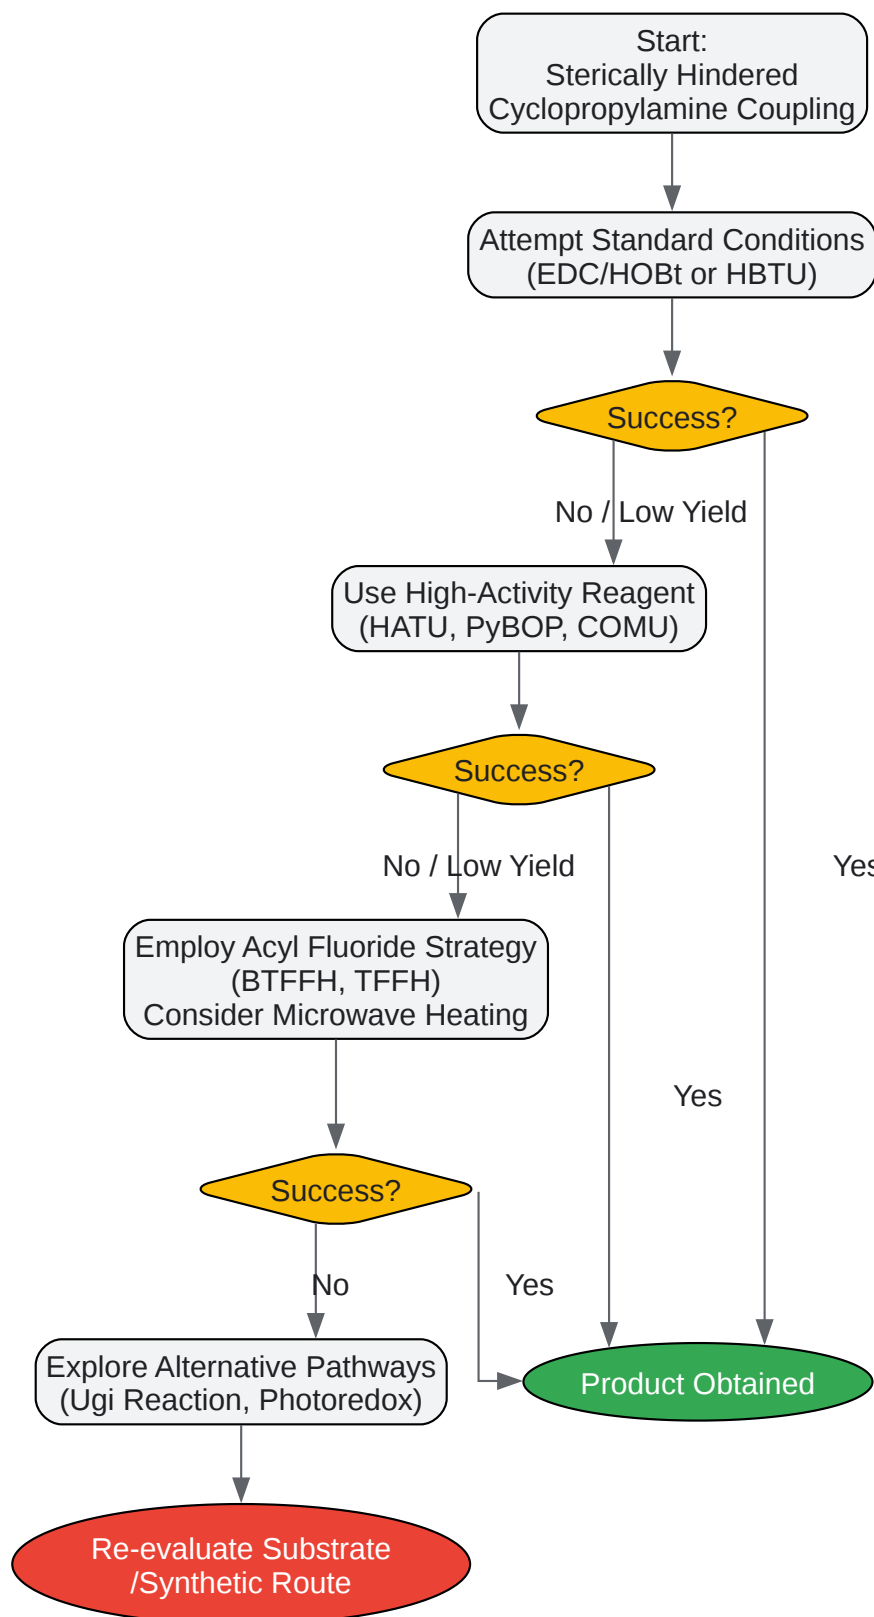 Start:
Sterically Hindered
Cyclopropylamine Coupling
Attempt Standard Conditions
(EDC/HOBt or HBTU)
Success?
No / Low Yield
Use High-Activity Reagent
(HATU, PyBOP, COMU)
Success?
No / Low Yield
Yes
Employ Acyl Fluoride Strategy
(BTFFH, TFFH)
Consider Microwave Heating
Yes
Success?
No
Yes
Explore Alternative Pathways
(Ugi Reaction, Photoredox)
Product Obtained
Re-evaluate Substrate
/Synthetic Route